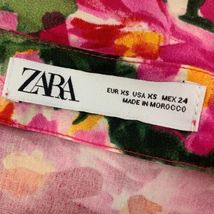 ZARA
EUR XS USA XS MEX 24
MADE IN MOROCCO